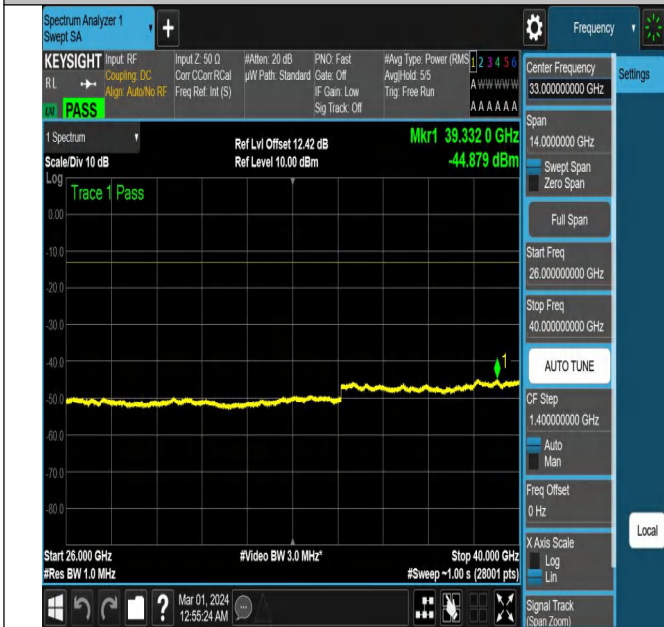 Spectrum Analyzer 1
Swept SA
+
Frequency
KEYSIGHT
RL
LXI
PASS
Input: RF
Coupling: DC
Align: Auto/No RF
Input Z: 50 Ω
Corr CCorr RCal
Freq Ref: Int (S)
#Atten: 20 dB
µW Path: Standard
PNO: Fast
Gate: Off
IF Gain: Low
Sig Track: Off
#Avg Type: Power (RMS
Avg|Hold: 5/5
Trig: Free Run
1 2 3 4 5 6
A W W W W W
A A A A A A
1 Spectrum
Scale/Div 10 dB
Ref Lvl Offset 12.42 dB
Ref Level 10.00 dBm
Mkr1 39.332 0 GHz
-44.879 dBm
Log
Trace 1 Pass
0.00
-10.0
-20.0
-30.0
-40.0
-50.0
-60.0
-70.0
-80.0
1
Start 26.000 GHz
#Res BW 1.0 MHz
#Video BW 3.0 MHz*
Stop 40.000 GHz
#Sweep ~1.00 s (28001 pts)
?
Mar 01, 2024
12:55:24 AM
Center Frequency
33.000000000 GHz
Settings
Span
14.0000000 GHz
Swept Span
Zero Span
Full Span
Start Freq
26.000000000 GHz
Stop Freq
40.000000000 GHz
AUTO TUNE
CF Step
1.400000000 GHz
Auto
Man
Freq Offset
0 Hz
X Axis Scale
Log
Lin
Local
Signal Track
(Span Zoom)